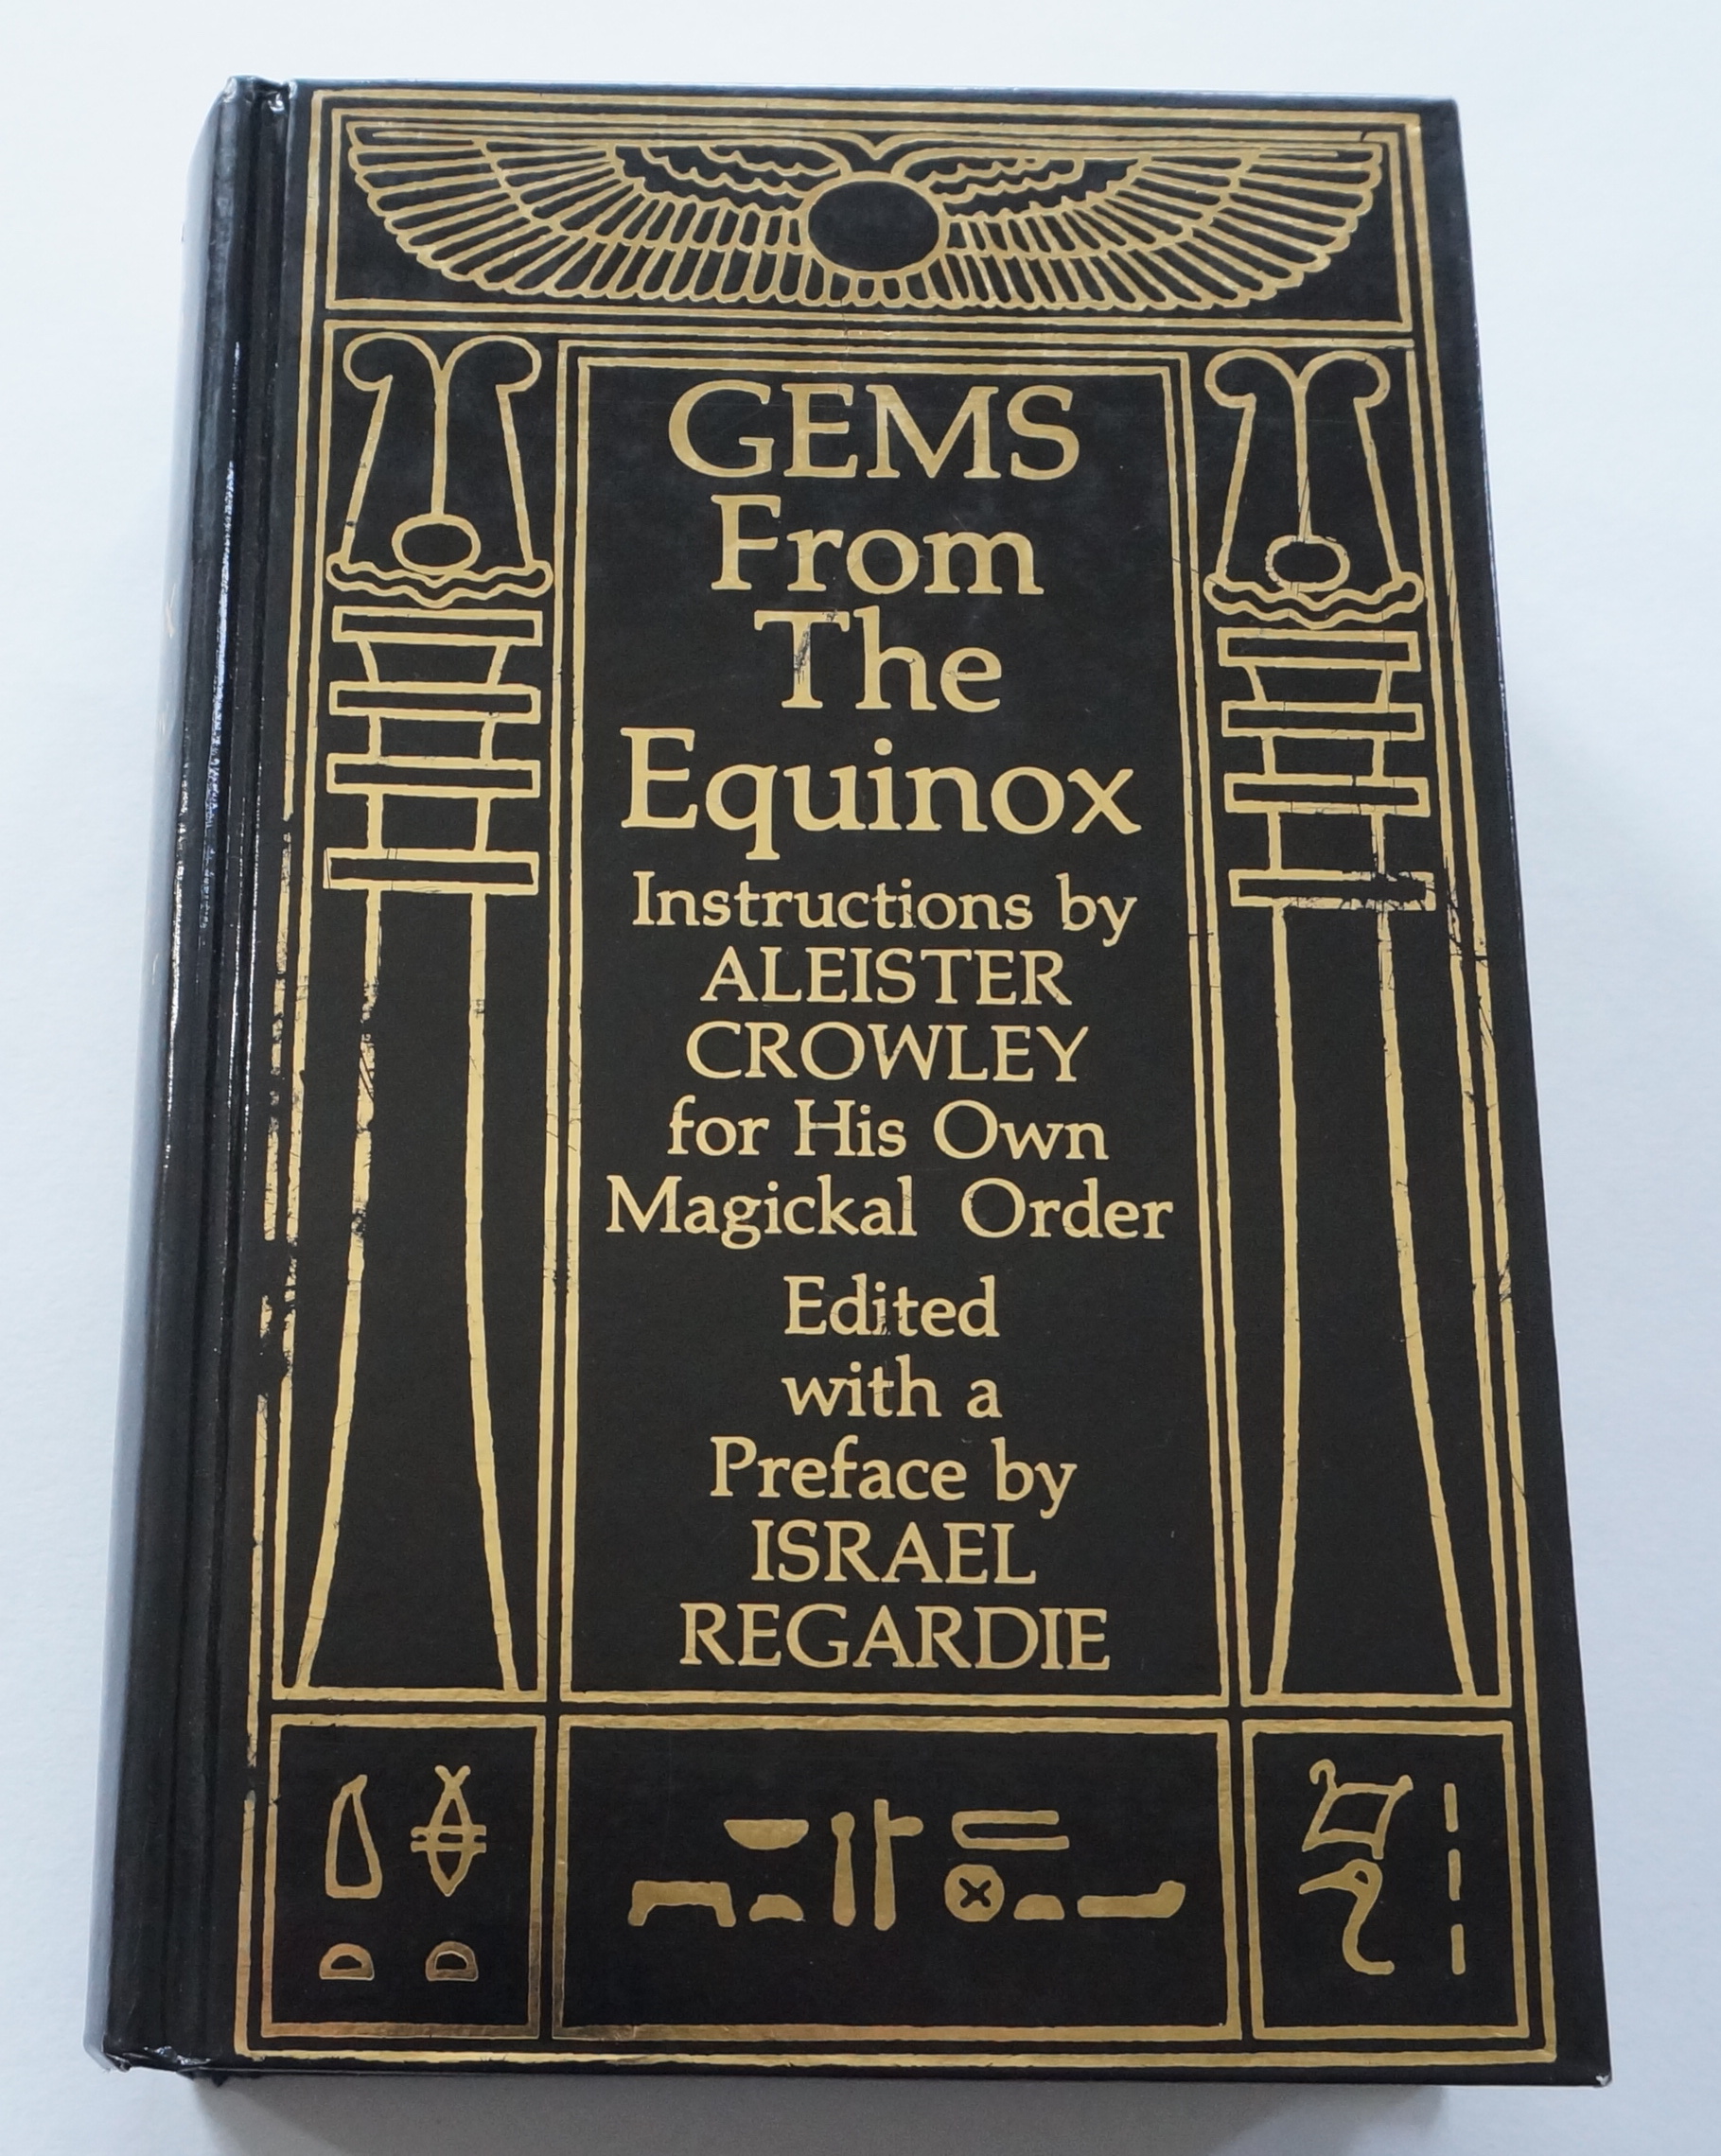 GEMS
From
The
Equinox
Instructions by
ALEISTER
CROWLEY
for His Own
Magickal Order
Edited
with a
Preface by
ISRAEL
REGARDIE